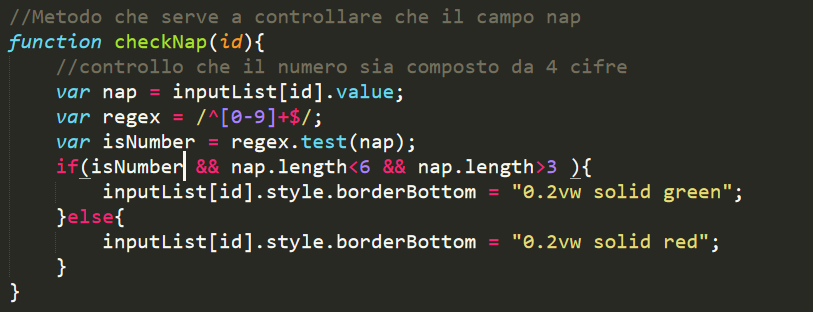 //Metodo che serve a controllare che il campo nap
function checkNap(id){
    //controllo che il numero sia composto da 4 cifre
    var nap = inputList[id].value;
    var regex = /^[0-9]+$/;
    var isNumber = regex.test(nap);
    if(isNumber && nap.length<6 && nap.length>3 ){
        inputList[id].style.borderBottom = "0.2vw solid green";
    }else{
        inputList[id].style.borderBottom = "0.2vw solid red";
    }
}